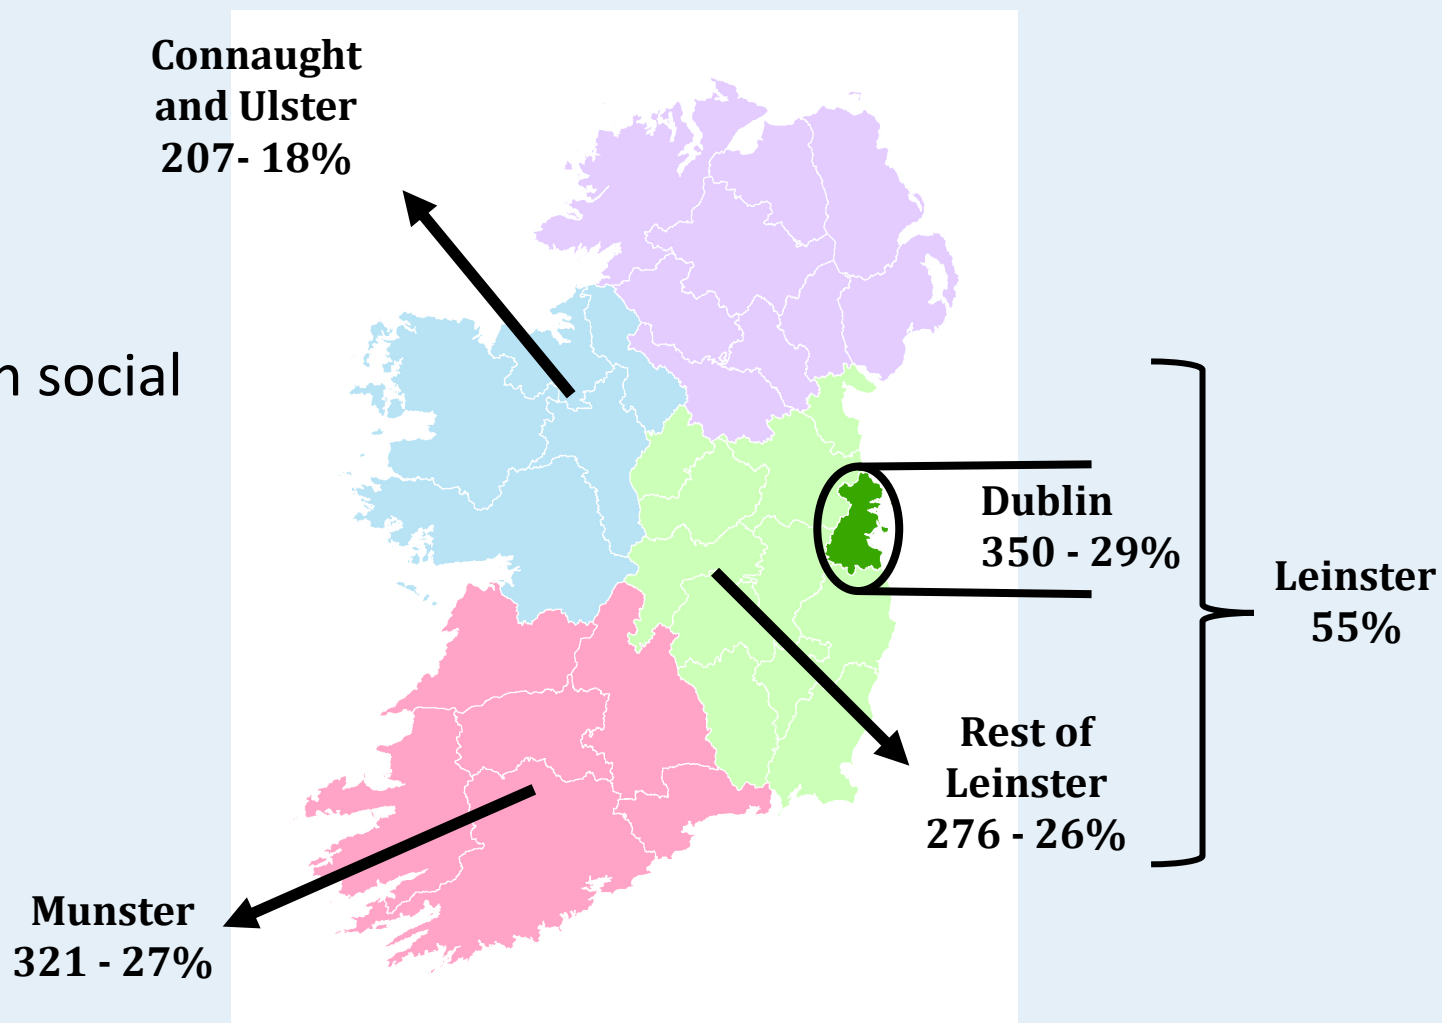 Connaught
and Ulster
207- 18%
n social
Dublin
350 - 29%
Leinster
55%
Rest of
Leinster
276 - 26%
Munster
321 - 27%